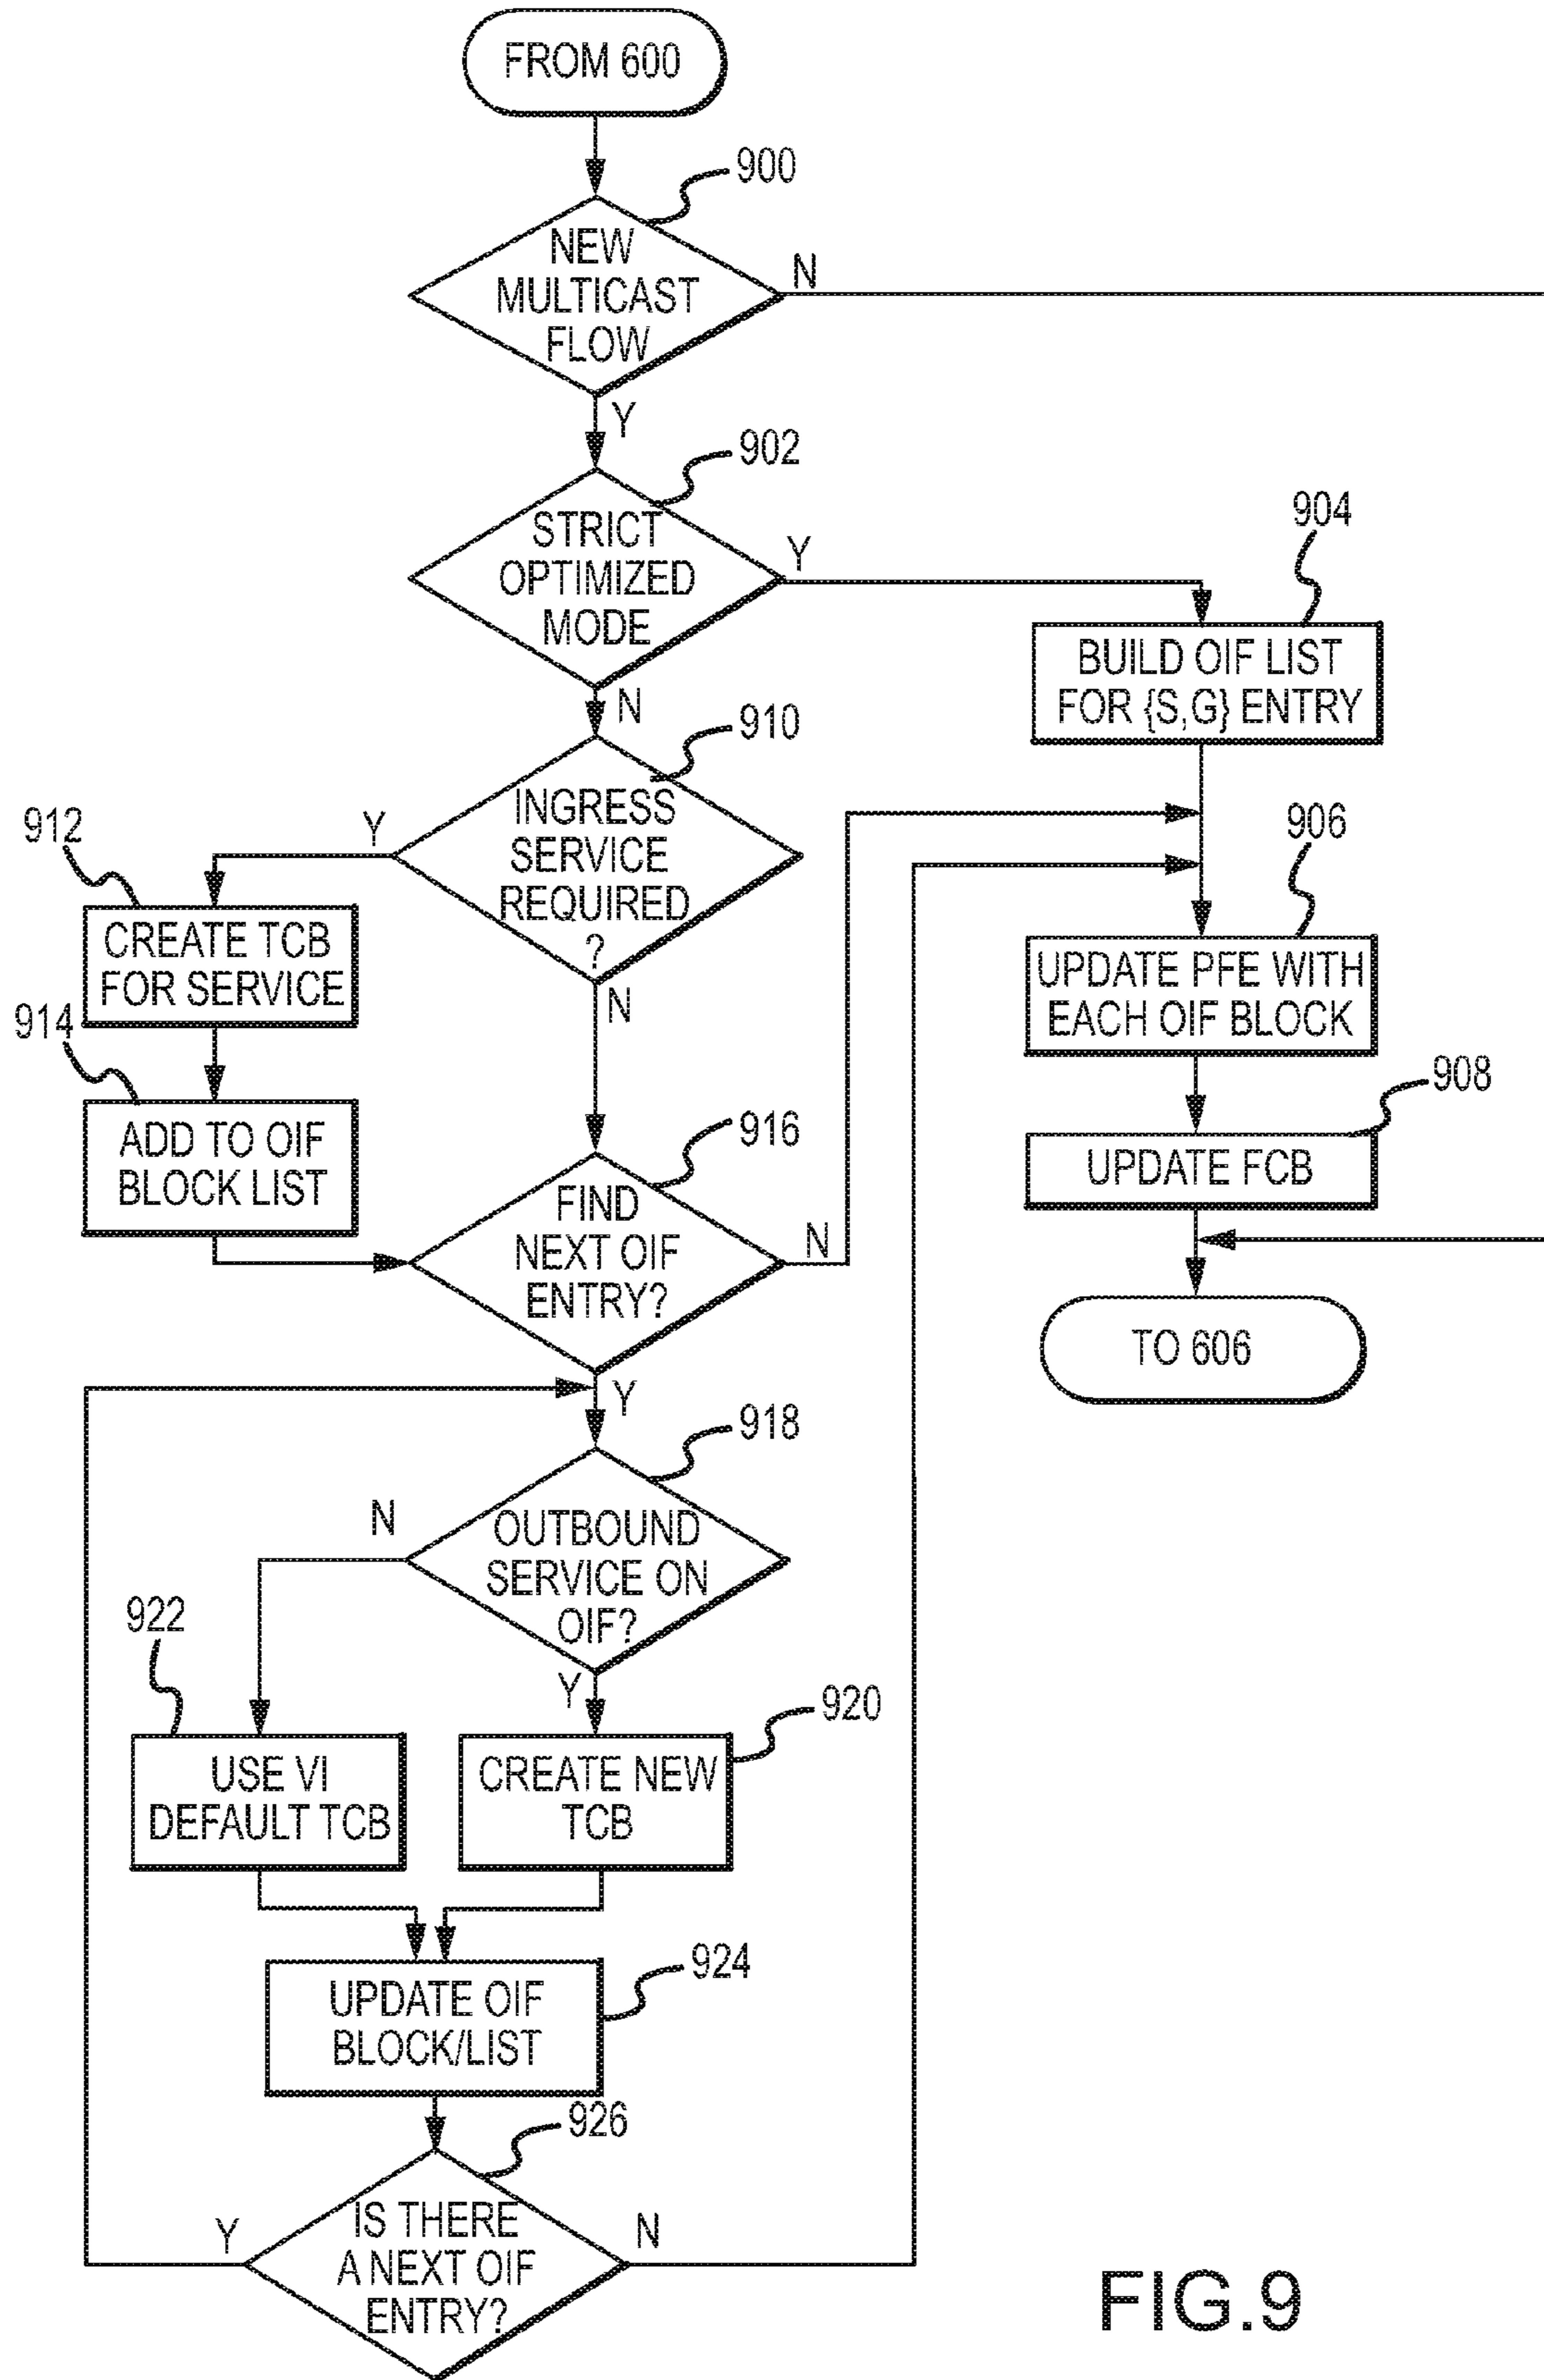 FROM 600
900
NEW
MULTICAST
FLOW
N
Y
902
STRICT
OPTIMIZED
MODE
Y
N
904
BUILD OIF LIST
FOR {S,G} ENTRY
910
INGRESS
SERVICE
REQUIRED
?
Y
N
912
CREATE TCB
FOR SERVICE
914
ADD TO OIF
BLOCK LIST
906
UPDATE PFE WITH
EACH OIF BLOCK
908
UPDATE FCB
TO 606
916
FIND
NEXT OIF
ENTRY?
N
Y
918
OUTBOUND
SERVICE ON
OIF?
N
Y
922
USE VI
DEFAULT TCB
920
CREATE NEW
TCB
924
UPDATE OIF
BLOCK/LIST
926
IS THERE
A NEXT OIF
ENTRY?
Y
N
FIG.9